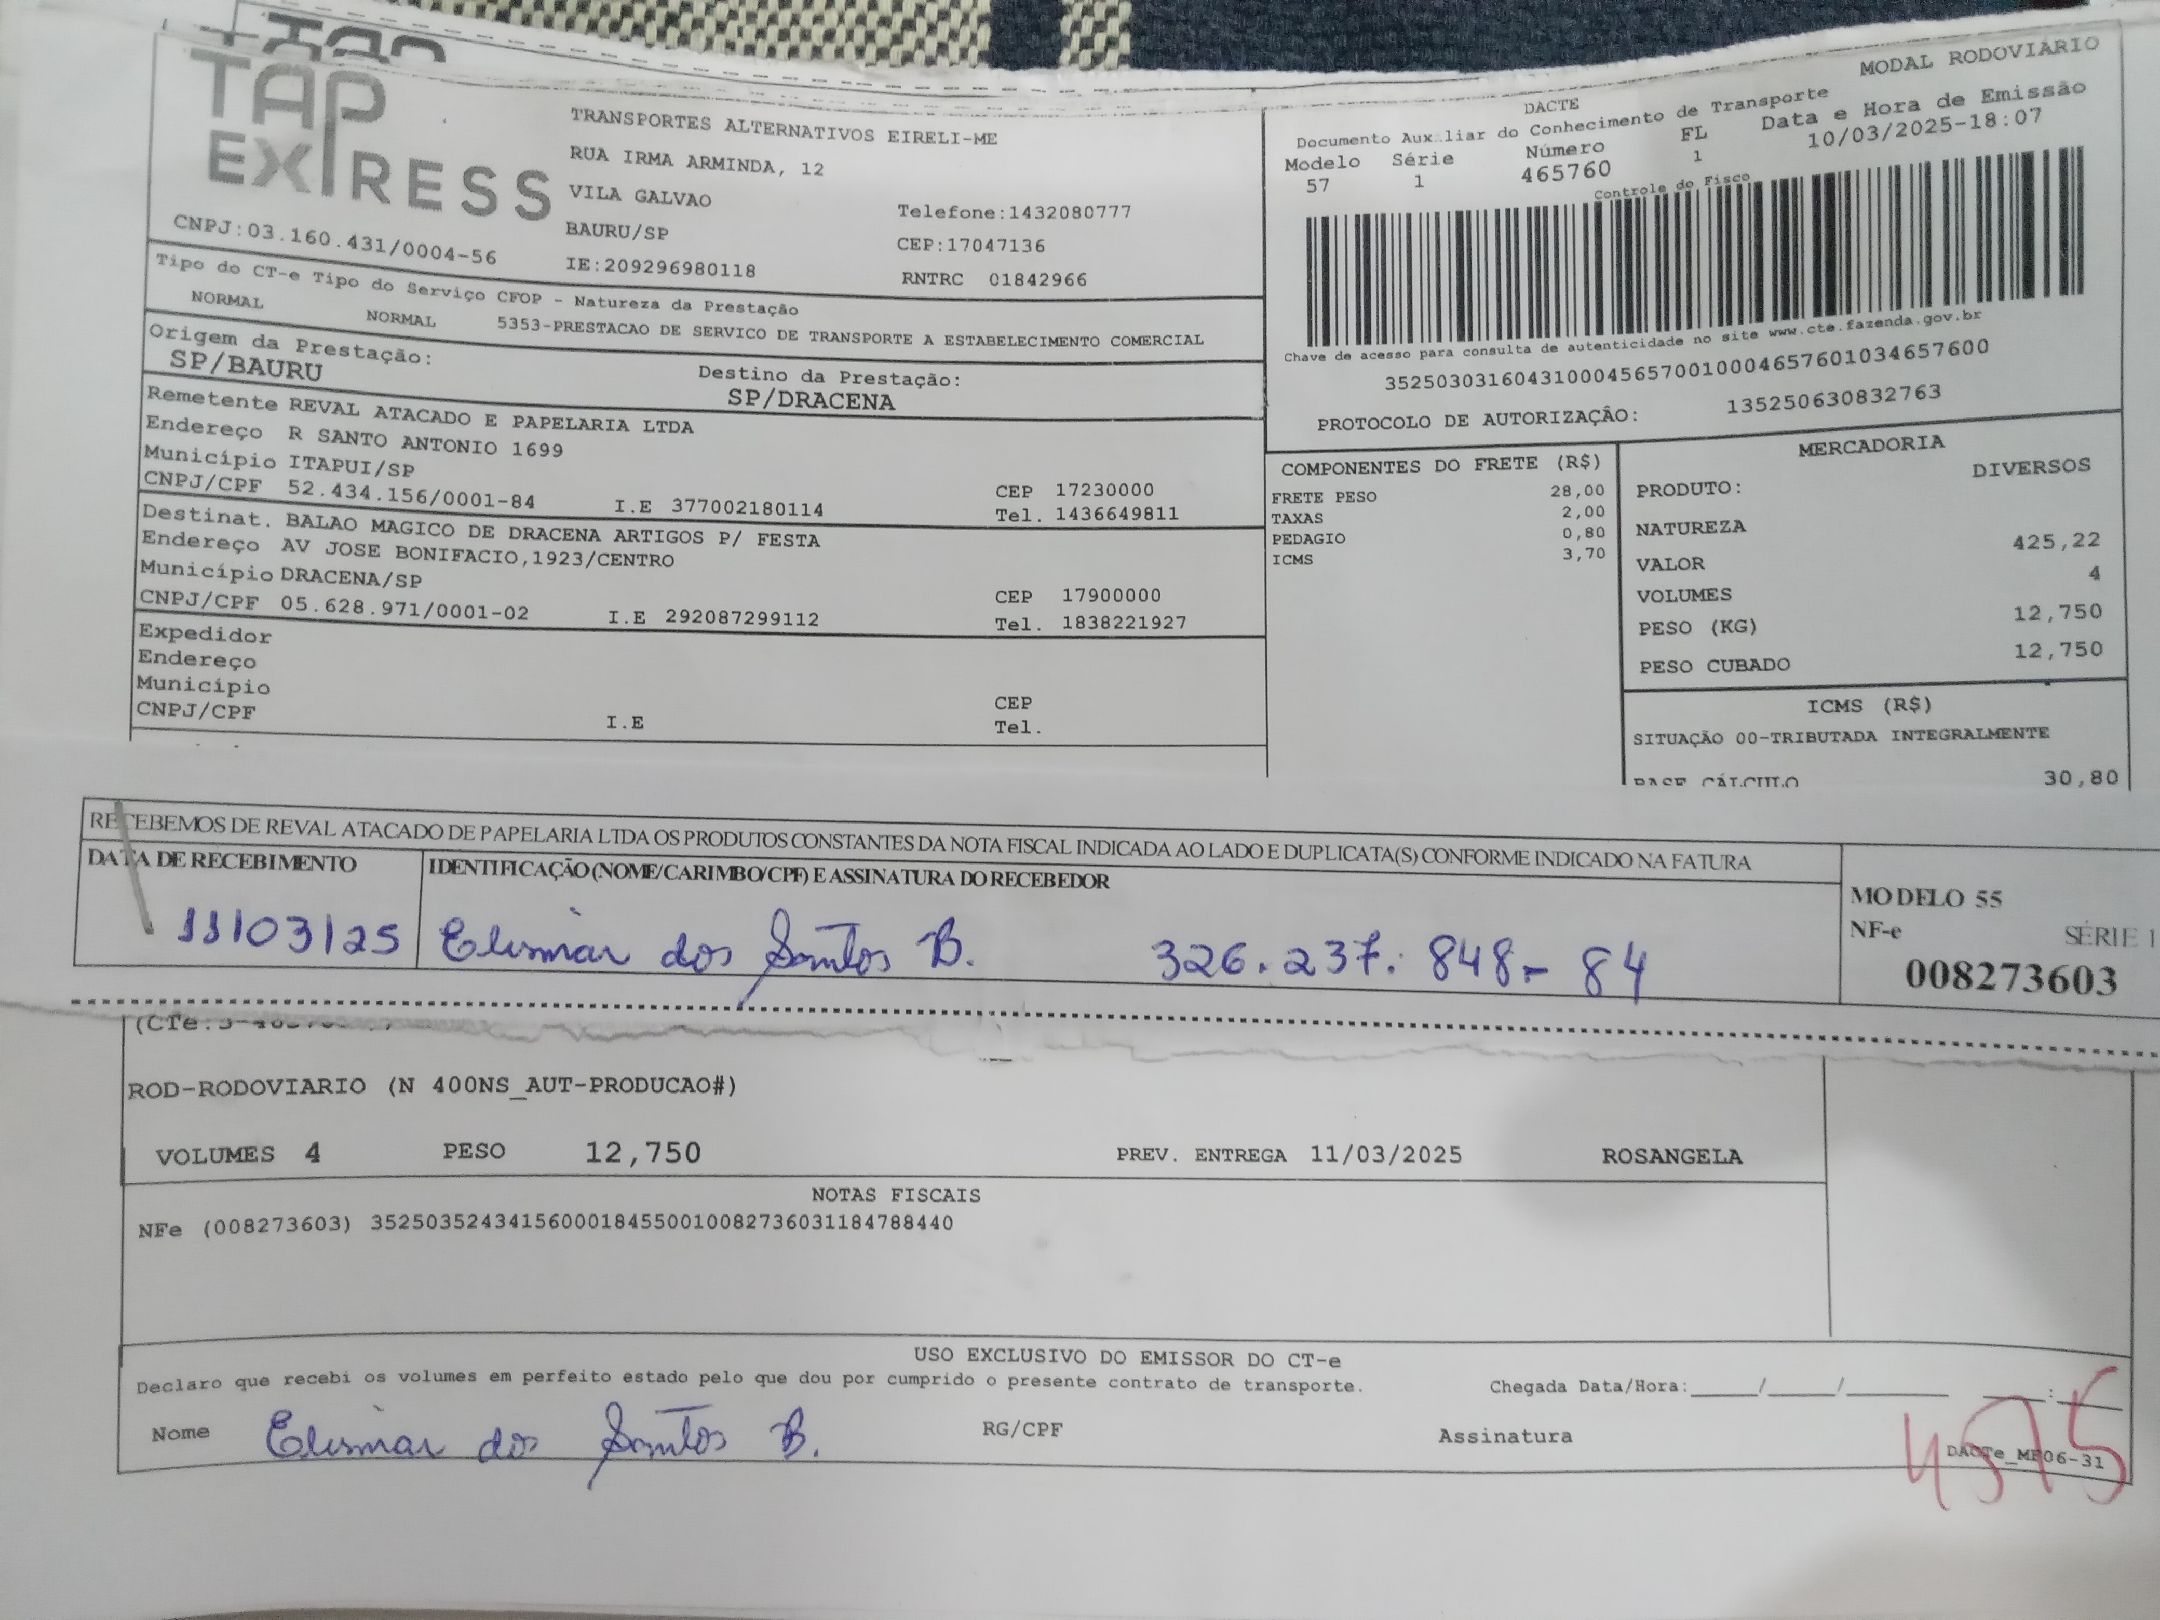 TAP EXPRESS
TRANSPORTES ALTERNATIVOS EIRELI-ME
RUA IRMA ARMINDA, 12
VILA GALVAO
Telefone:1432080777
BAURU/SP
CEP:17047136
CNPJ:03.160.431/0004-56
IE:209296980118
RNTRC 01842966
Tipo do CT-e Tipo do Serviço CFOP - Natureza da Prestação
NORMAL NORMAL 5353-PRESTACAO DE SERVICO DE TRANSPORTE A ESTABELECIMENTO COMERCIAL
Origem da Prestação:
SP/BAURU
Destino da Prestação:
SP/DRACENA
Remetente REVAL ATACADO E PAPELARIA LTDA
Endereço R SANTO ANTONIO 1699
Município ITAPUI/SP
CEP 17230000
CNPJ/CPF 52.434.156/0001-84 I.E 377002180114 Tel. 1436649811
Destinat. BALAO MAGICO DE DRACENA ARTIGOS P/ FESTA
Endereço AV JOSE BONIFACIO,1923/CENTRO
Município DRACENA/SP
CEP 17900000
CNPJ/CPF 05.628.971/0001-02 I.E 292087299112 Tel. 1838221927
Expedidor
Endereço
Município
CEP
CNPJ/CPF I.E Tel.
MODAL RODOVIARIO
DACTE
Documento Aux..liar do Conhecimento de Transporte
Modelo Série Número FL Data e Hora de Emissão
57 1 465760 1 10/03/2025-18:07
Controle do Fisco
Chave de acesso para consulta de autenticidade no site www.cte.fazenda.gov.br
35250303160431000456570010004657601034657600
PROTOCOLO DE AUTORIZAÇÃO: 135250630832763
COMPONENTES DO FRETE (R$)
FRETE PESO 28,00
TAXAS 2,00
PEDAGIO 0,80
ICMS 3,70
MERCADORIA
PRODUTO: DIVERSOS
NATUREZA
VALOR 425,22
VOLUMES 4
PESO (KG) 12,750
PESO CUBADO 12,750
ICMS (R$)
SITUAÇÃO 00-TRIBUTADA INTEGRALMENTE
BASE CÁLCULO 30,80
RECEBEMOS DE REVAL ATACADO DE PAPELARIA LTDA OS PRODUTOS CONSTANTES DA NOTA FISCAL INDICADA AO LADO E DUPLICATA(S) CONFORME INDICADO NA FATURA
DATA DE RECEBIMENTO IDENTIFICAÇÃO (NOME/CARIMBO/CPF) E ASSINATURA DO RECEBEDOR
11/03/25 Elismar dos Santos B. 326.237.848-84
MODELO 55
NF-e SÉRIE 1
008273603
ROD-RODOVIARIO (N 400NS_AUT-PRODUCAO#)
VOLUMES 4 PESO 12,750 PREV. ENTREGA 11/03/2025 ROSANGELA
NOTAS FISCAIS
NFe (008273603) 35250352434156000184550010082736031184788440
USO EXCLUSIVO DO EMISSOR DO CT-e
Declaro que recebi os volumes em perfeito estado pelo que dou por cumprido o presente contrato de transporte. Chegada Data/Hora:_____/_____/_______ ___:___
Nome Elismar dos Santos B. RG/CPF Assinatura
DACTe_MF06-31